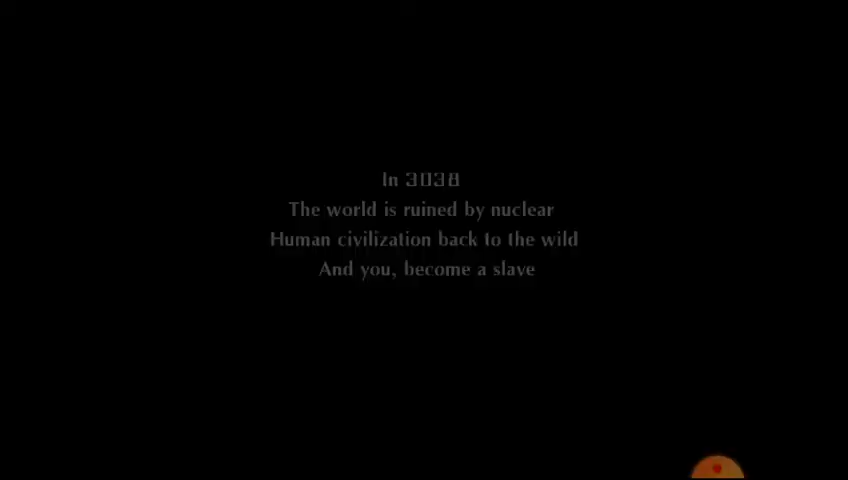 In 3038
The world is ruined by nuclear
Human civilization back to the wild
And you, become a slave